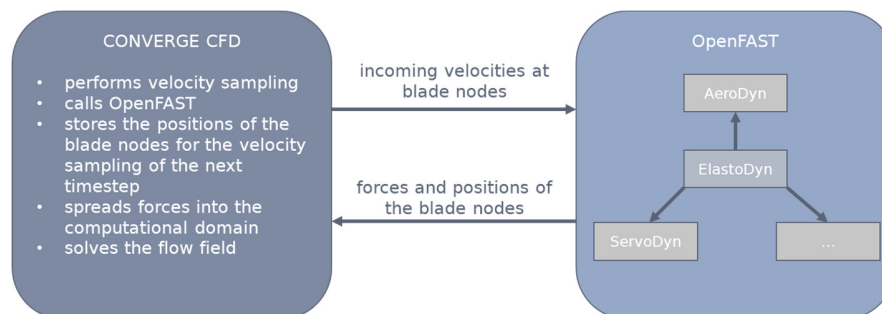 CONVERGE CFD
• performs velocity sampling
• calls OpenFAST
• stores the positions of the
blade nodes for the velocity
sampling of the next
timestep
• spreads forces into the
computational domain
• solves the flow field
incoming velocities at
blade nodes
forces and positions of
the blade nodes
OpenFAST
AeroDyn
ElastoDyn
ServoDyn
...